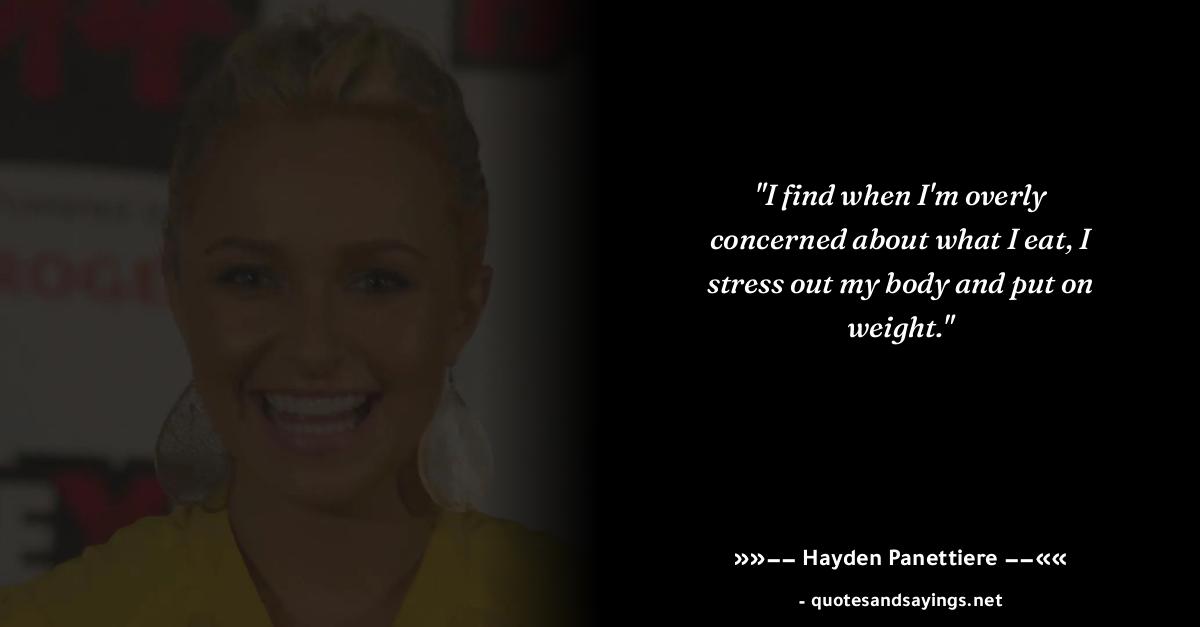 "I find when I'm overly
concerned about what I eat, I
stress out my body and put on
weight."
»»–– Hayden Panettiere ––««
- quotesandsayings.net